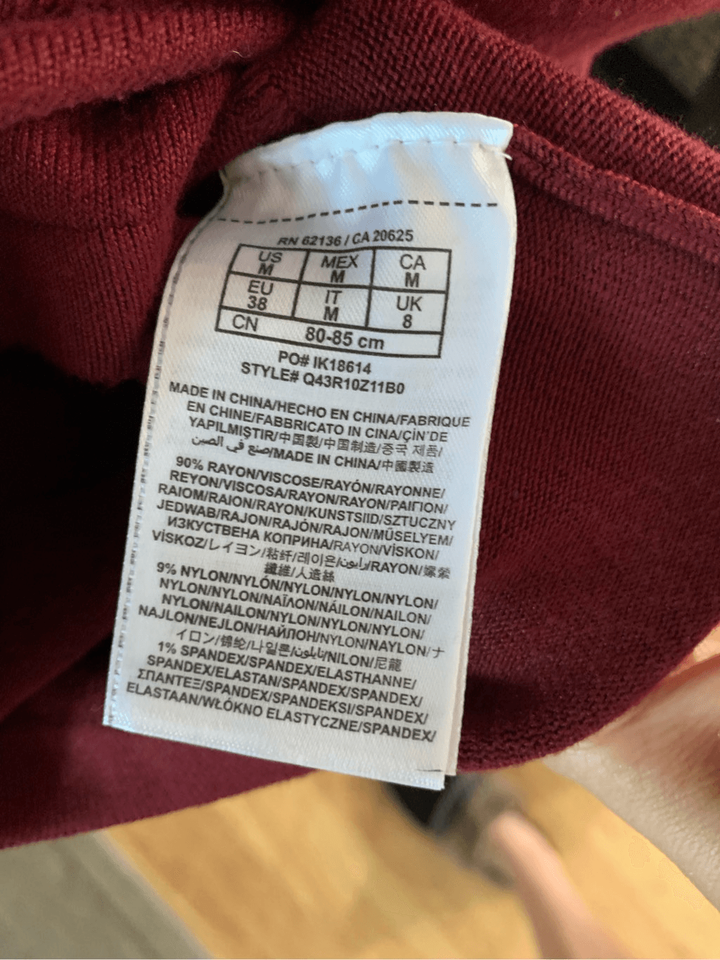 RN 62136 / CA 20625
US M MEX M CA M
EU 38 IT M UK 8
CN 80-85 cm
PO# IK18614
STYLE# Q43R10Z11B0
MADE IN CHINA/HECHO EN CHINA/FABRIQUE
EN CHINE/FABBRICATO IN CINA/ÇİN'DE
YAPILMIŞTIR/中国製/中国制造/중국 제품/
صنع في الصين/MADE IN CHINA/中國製造
90% RAYON/VISCOSE/RAYÓN/RAYONNE/
REYON/VISCOSA/RAYON/RAYON/ΡΑΙΓΙΟΝ/
RAIOM/RAION/RAYON/KUNSTSIID/SZTUCZNY
JEDWAB/RAJON/RAJÓN/RAJON/MŰSELYEM/
ИЗКУСТВЕНА КОПРИНА/RAYON/VİSKON/
VİSKOZ/レイヨン/粘纤/레이온/رايون/RAYON/嫘縈
纖維/人造絲
9% NYLON/NYLÓN/NYLON/NYLON/NYLON/
NYLON/NYLON/ΝΑΪΛΟΝ/NÁILON/NAILON/
NYLON/NAILON/NYLON/NYLON/NYLON/
NAJLON/NEJLON/НАЙЛОН/NYLON/NAYLON/ナ
イロン/锦纶/나일론/نايلون/NILON/尼龍
1% SPANDEX/SPANDEX/ELASTHANNE/
SPANDEX/ELASTAN/SPANDEX/SPANDEX/
ΣΠΑΝΤΕΞ/SPANDEX/SPANDEKSI/SPANDEX/
ELASTAAN/WŁÓKNO ELASTYCZNE/SPANDEX/